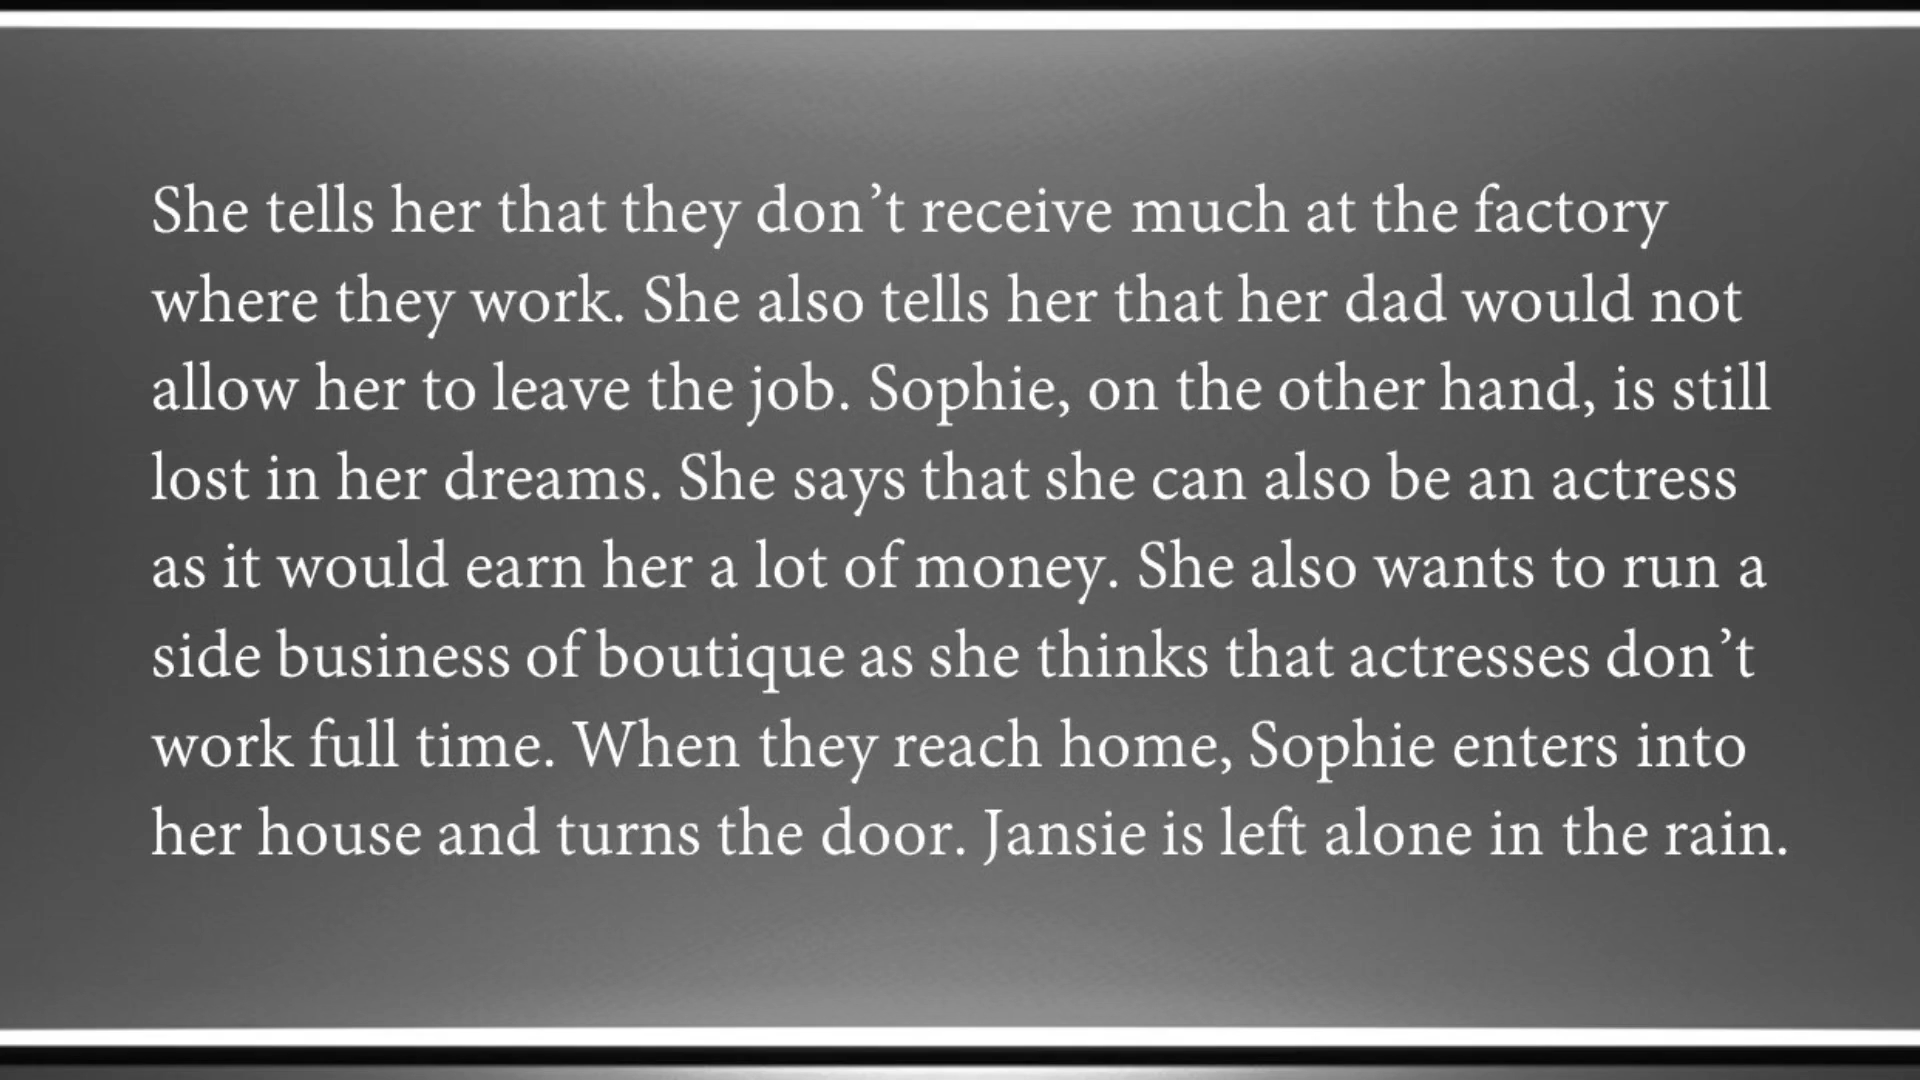 She tells her that they don’t receive much at the factory
where they work. She also tells her that her dad would not
allow her to leave the job. Sophie, on the other hand, is still
lost in her dreams. She says that she can also be an actress
as it would earn her a lot of money. She also wants to run a
side business of boutique as she thinks that actresses don’t
work full time. When they reach home, Sophie enters into
her house and turns the door. Jansie is left alone in the rain.